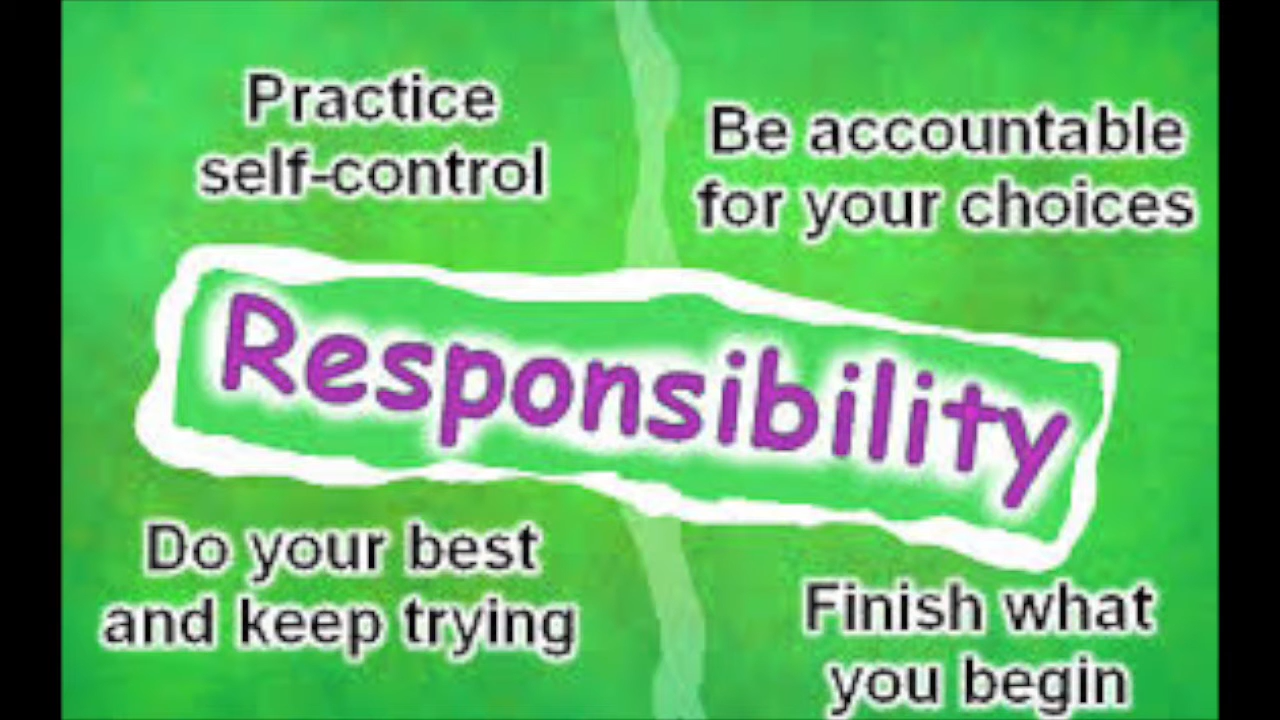 Practice
self-control
Be accountable
for your choices
Responsibility
Do your best
and keep trying
Finish what
you begin